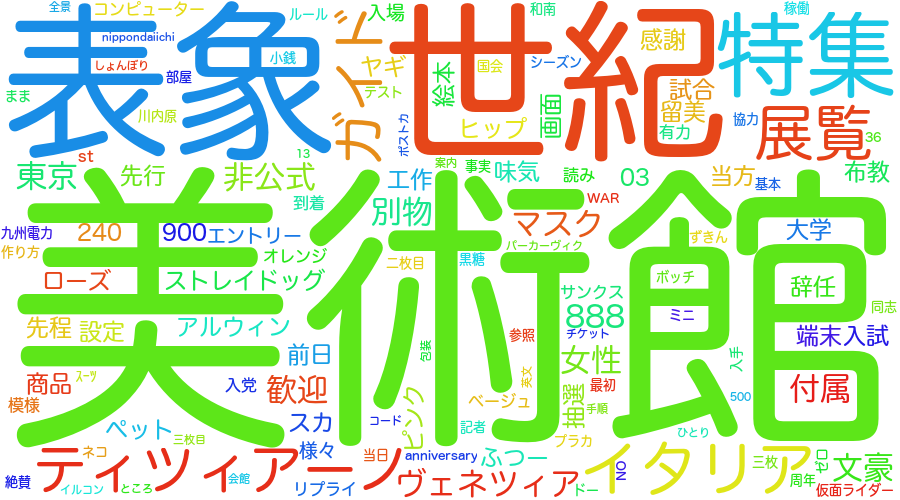 全景
コンピューター
ルール
入場
和南
稼働
表象
nippondaiichi
小銭
ガイド
世紀
感謝
特集
しょんぼり
部屋
ヤギ
国会
シーズン
まま
テスト
絵本
試合
川内原
ポストカ
ヒップ
画面
留美
有力
協力
展覧
36
st
13
案内
事実
東京
先行
非公式
工作
味気
読み
03
当方
基本
布教
美術館
到着
別物
WAR
マスク
九州電力
240
900
エントリー
大学
作り方
オレンジ
パーカーヴィク
ずきん
二枚目
黒糖
ローズ
ストレイドッグ
ボッチ
辞任
サンクス
888
同志
先程
設定
アルウィン
チケット
参照
ミニ
端末入試
前日
包装
女性
入手
商品
スーツ
入党
歓迎
英文
最初
付属
模様
ピンク
ベージュ
抽選
手順
500
ペット
スカ
コード
記者
プラカ
ひとり
三枚目
様々
ネコ
ティツィアーノ
当日
anniversary
ふつー
イタリア
三枚
ロゴ
文豪
絶賛
イルコン
ところ
会館
リプライ
ヴェネツィア
ドー
NO
周年
仮面ライダー